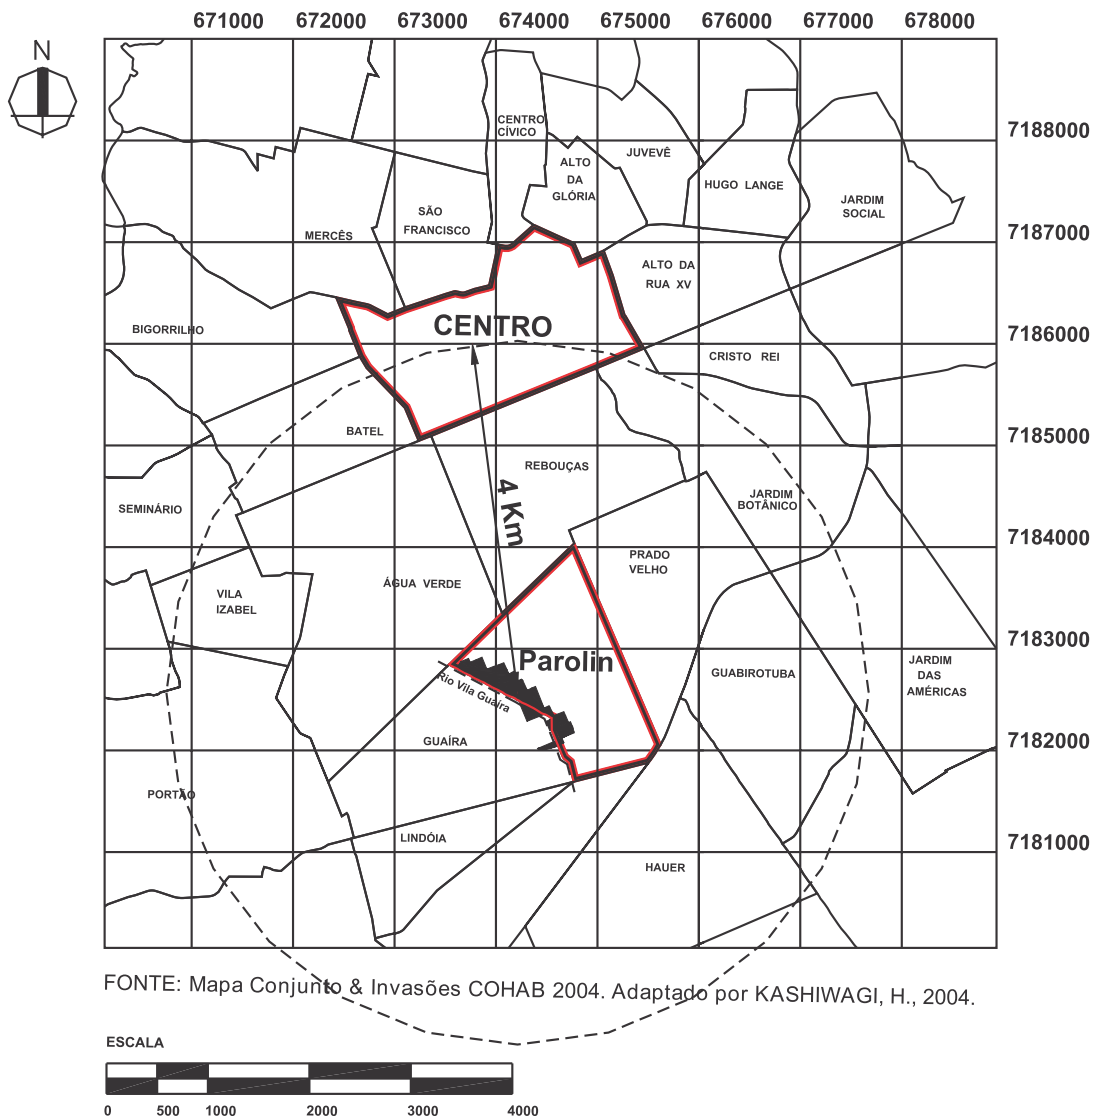 671000 672000 673000 674000 675000 676000 677000 678000
N
7188000
CENTRO
CÍVICO
JUVEVÊ
ALTO
DA
GLÓRIA
HUGO LANGE
JARDIM
SOCIAL
SÃO
FRANCISCO
MERCÊS
7187000
ALTO DA
RUA XV
BIGORRILHO
CENTRO
7186000
CRISTO REI
BATEL
7185000
REBOUÇAS
4 Km
JARDIM
BOTÂNICO
SEMINÁRIO
7184000
PRADO
VELHO
ÁGUA VERDE
VILA
IZABEL
7183000
Parolin
JARDIM
DAS
AMÉRICAS
GUABIROTUBA
Rio Vila Guaíra
GUAÍRA
7182000
PORTÃO
LINDÓIA
7181000
HAUER
FONTE: Mapa Conjunto & Invasões COHAB 2004. Adaptado por KASHIWAGI, H., 2004.
ESCALA
0 500 1000 2000 3000 4000